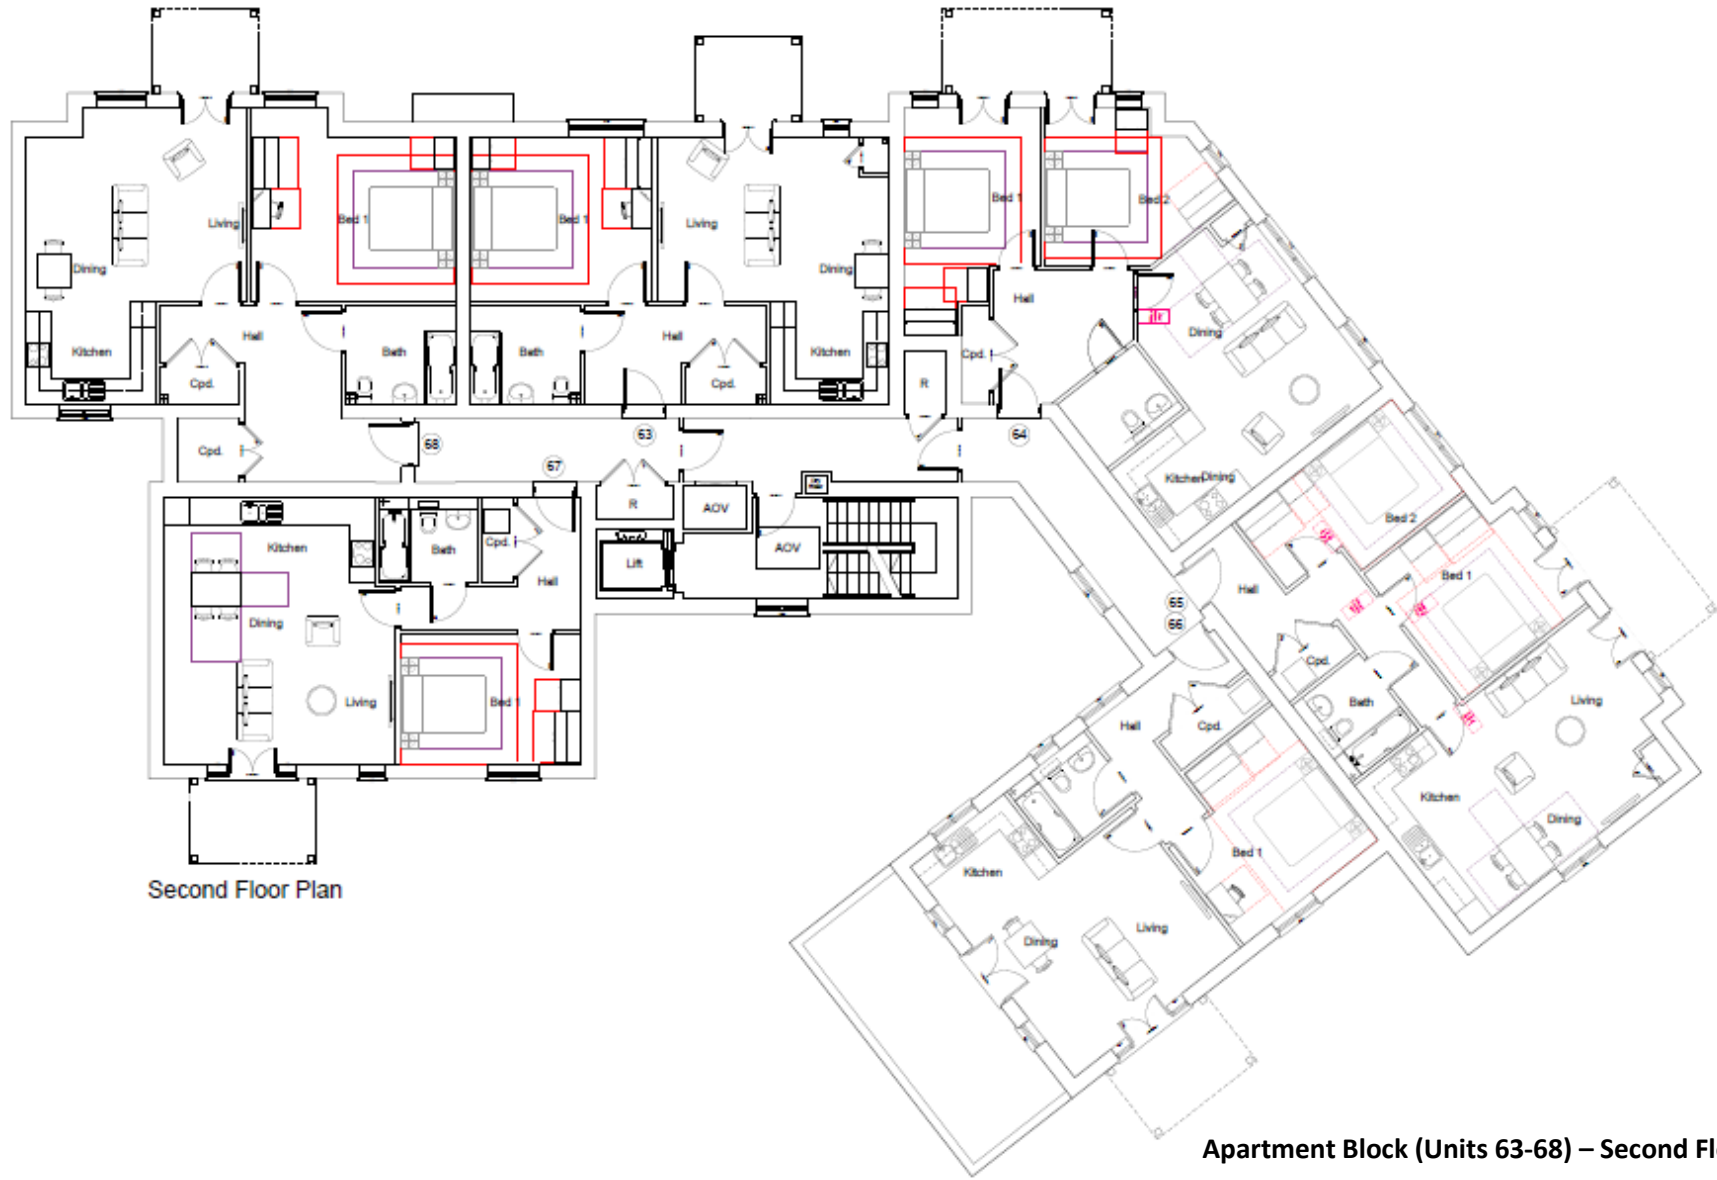 Living
Dining
Kitchen
Hall
Cpd.
Bed 1
Bath
Bed 1
Bath
Hall
Cpd.
Living
Dining
Kitchen
Bed 1
Bed 2
Hall
Cpd.
R
Dining
Kitchen
Dining
Cpd.
68
67
63
64
R
AOV
AOV
Lift
Kitchen
Dining
Living
Bath
Cpd.
Hall
Bed 1
65
66
Hall
Bed 2
Bed 1
Cpd.
Bath
Living
Kitchen
Dining
Hall
Cpd.
Bed 1
Kitchen
Dining
Living
Second Floor Plan
Apartment Block (Units 63-68) – Second Fl